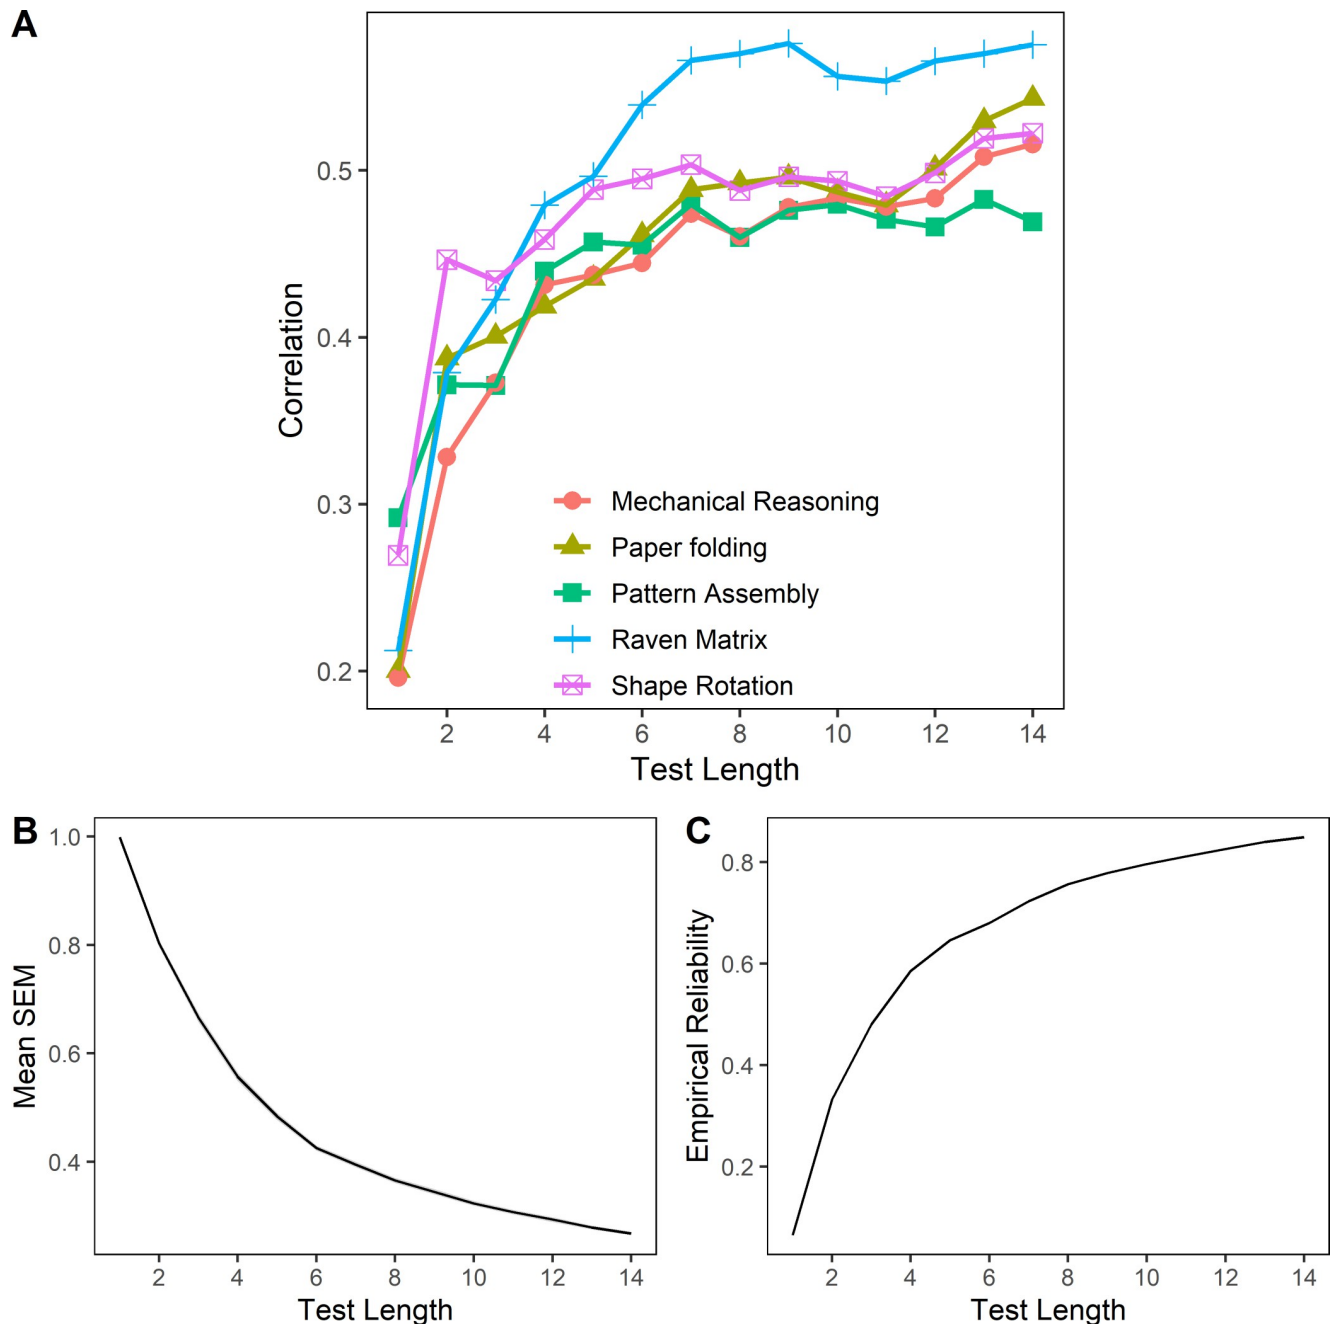 A
Correlation
0.5
0.4
0.3
0.2
Mechanical Reasoning
Paper folding
Pattern Assembly
Raven Matrix
Shape Rotation
2 4 6 8 10 12 14
Test Length
B
Mean SEM
1.0
0.8
0.6
0.4
2 4 6 8 10 12 14
Test Length
C
Empirical Reliability
0.8
0.6
0.4
0.2
2 4 6 8 10 12 14
Test Length